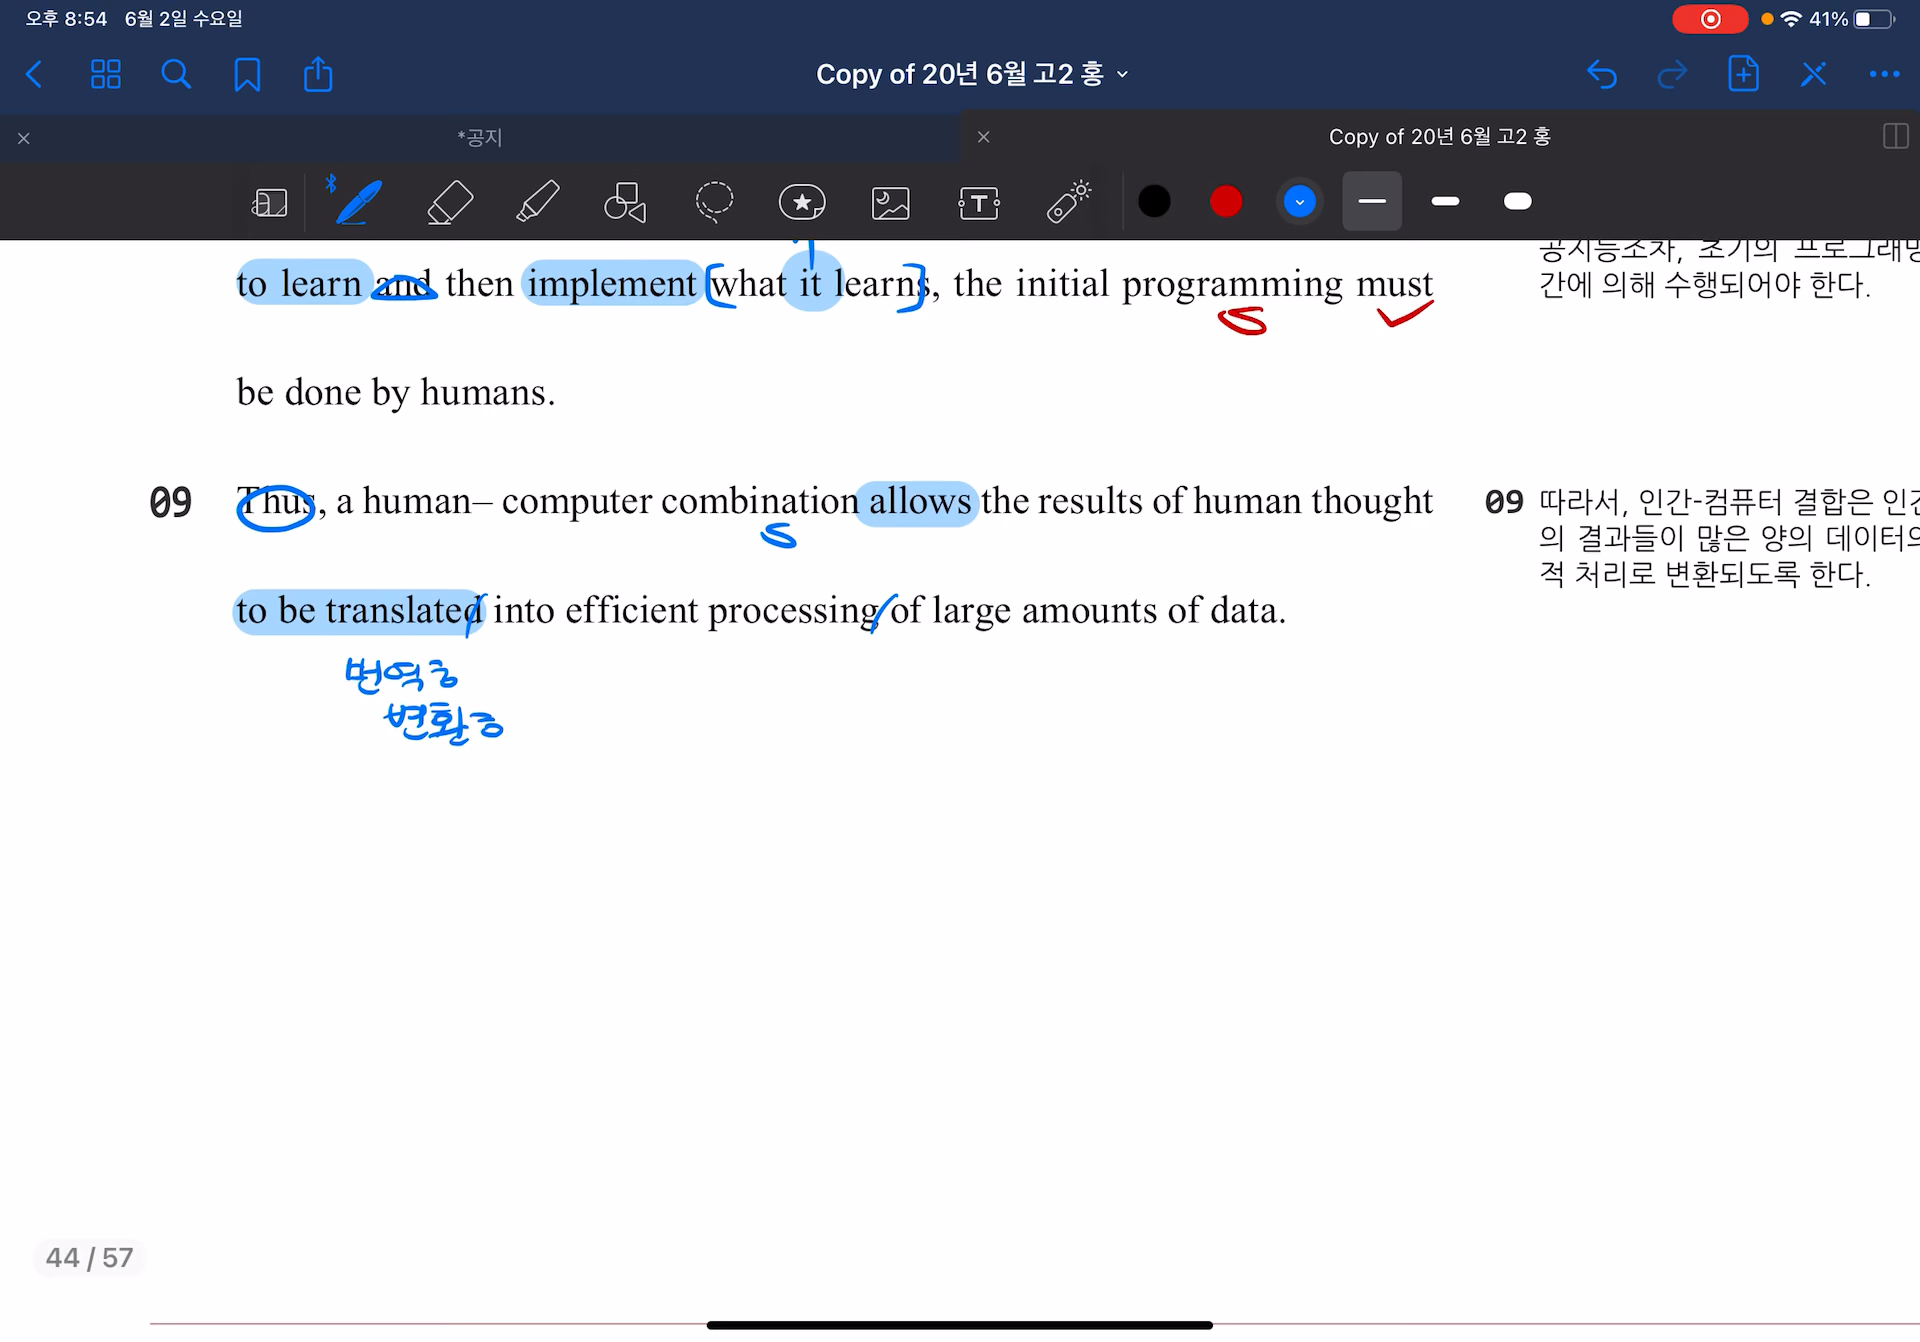 오후 8:54 6월 2일 수요일
41%
Copy of 20년 6월 고2 홍
*공지
Copy of 20년 6월 고2 홍
to learn and then implement [what it learns], the initial programming must
be done by humans.
간에 의해 수행되어야 한다.
S
09 Thus, a human– computer combination allows the results of human thought
S
to be translated / into efficient processing / of large amounts of data.
번역
변환
09 따라서, 인간-컴퓨터 결합은
의 결과들이 많은 양의
적 처리로 변환되도록 한다.
44 / 57